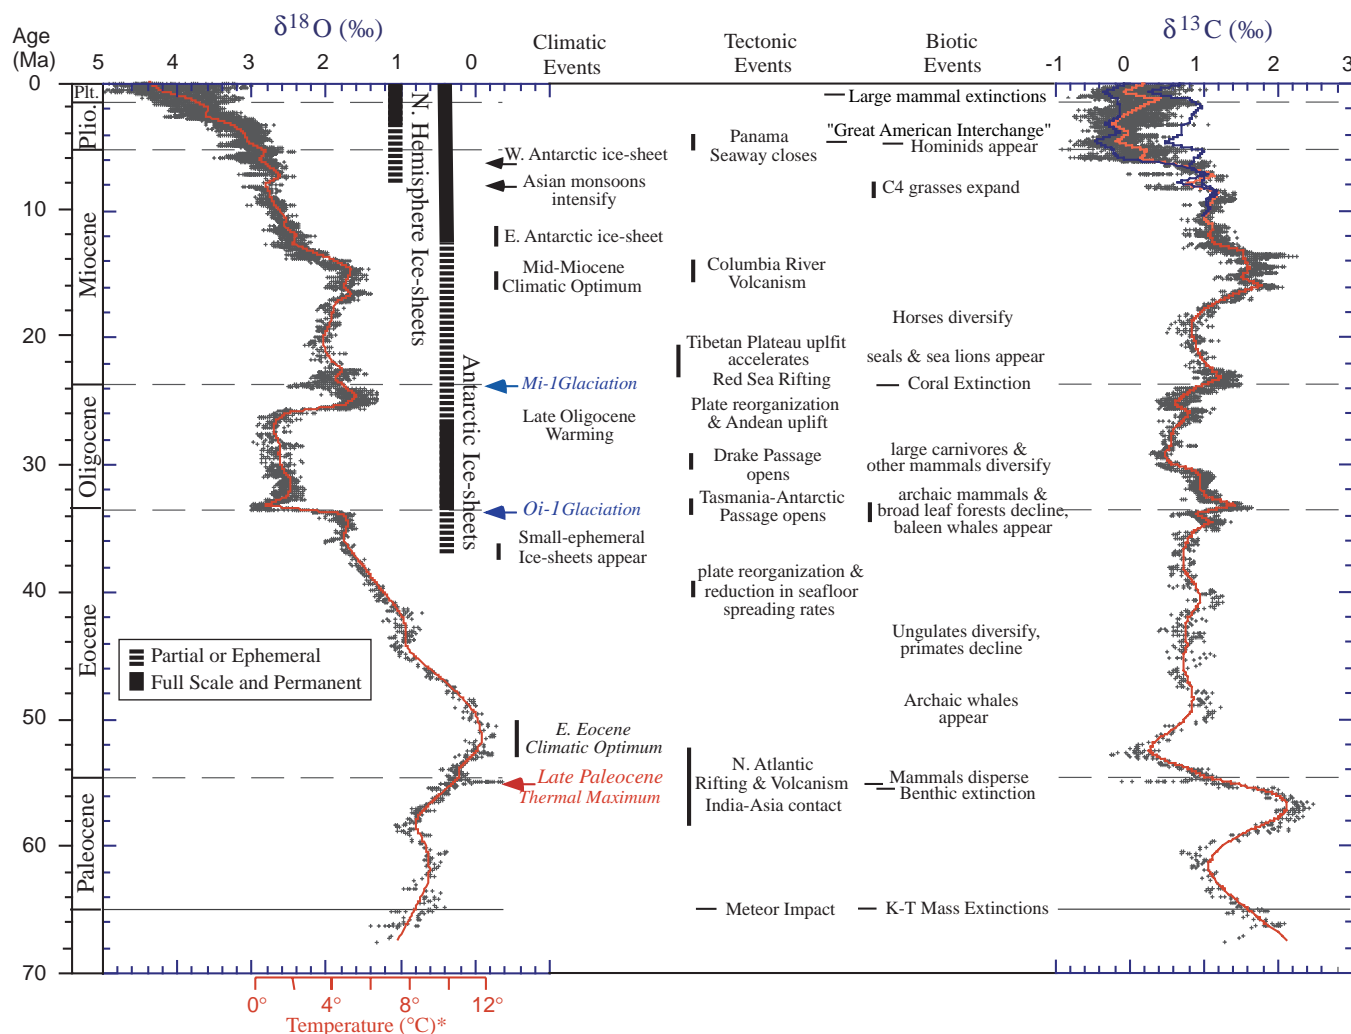 δ18O (‰)
δ13C (‰)
Age
(Ma)
Climatic
Events
Tectonic
Events
Biotic
Events
5 4 3 2 1 0
-1 0 1 2 3
0
10
20
30
40
50
60
70
Plt.
Plio.
Miocene
Oligocene
Eocene
Paleocene
N. Hemisphere Ice-sheets
Antarctic Ice-sheets
Partial or Ephemeral
Full Scale and Permanent
W. Antarctic ice-sheet
Asian monsoons
intensify
E. Antarctic ice-sheet
Mid-Miocene
Climatic Optimum
Mi-1Glaciation
Late Oligocene
Warming
Oi-1Glaciation
Small-ephemeral
Ice-sheets appear
E. Eocene
Climatic Optimum
Late Paleocene
Thermal Maximum
Panama
Seaway closes
Columbia River
Volcanism
Tibetan Plateau uplfit
accelerates
Red Sea Rifting
Plate reorganization
& Andean uplift
Drake Passage
opens
Tasmania-Antarctic
Passage opens
plate reorganization &
reduction in seafloor
spreading rates
N. Atlantic
Rifting & Volcanism
India-Asia contact
Meteor Impact
Large mammal extinctions
"Great American Interchange"
Hominids appear
C4 grasses expand
Horses diversify
seals & sea lions appear
Coral Extinction
large carnivores &
other mammals diversify
archaic mammals &
broad leaf forests decline,
baleen whales appear
Ungulates diversify,
primates decline
Archaic whales
appear
Mammals disperse
Benthic extinction
K-T Mass Extinctions
0° 4° 8° 12°
Temperature (°C)*